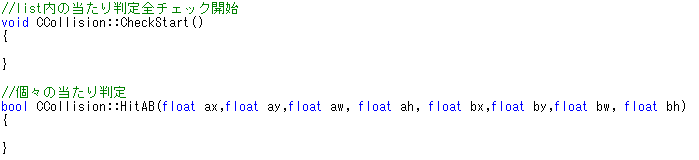 //list内の当たり判定全チェック開始
void CCollision::CheckStart()
{
}
//個々の当たり判定
bool CCollision::HitAB(float ax,float ay,float aw, float ah, float bx,float by,float bw, float bh)
{
}